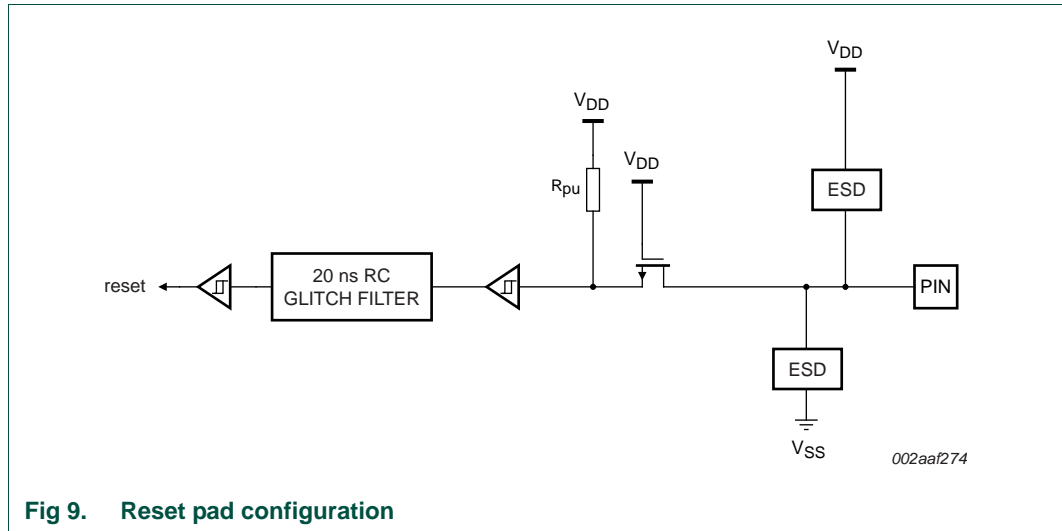 VDD
VDD
VDD
Rpu
ESD
reset
20 ns RC
GLITCH FILTER
PIN
ESD
VSS
002aaf274
Fig 9. Reset pad configuration